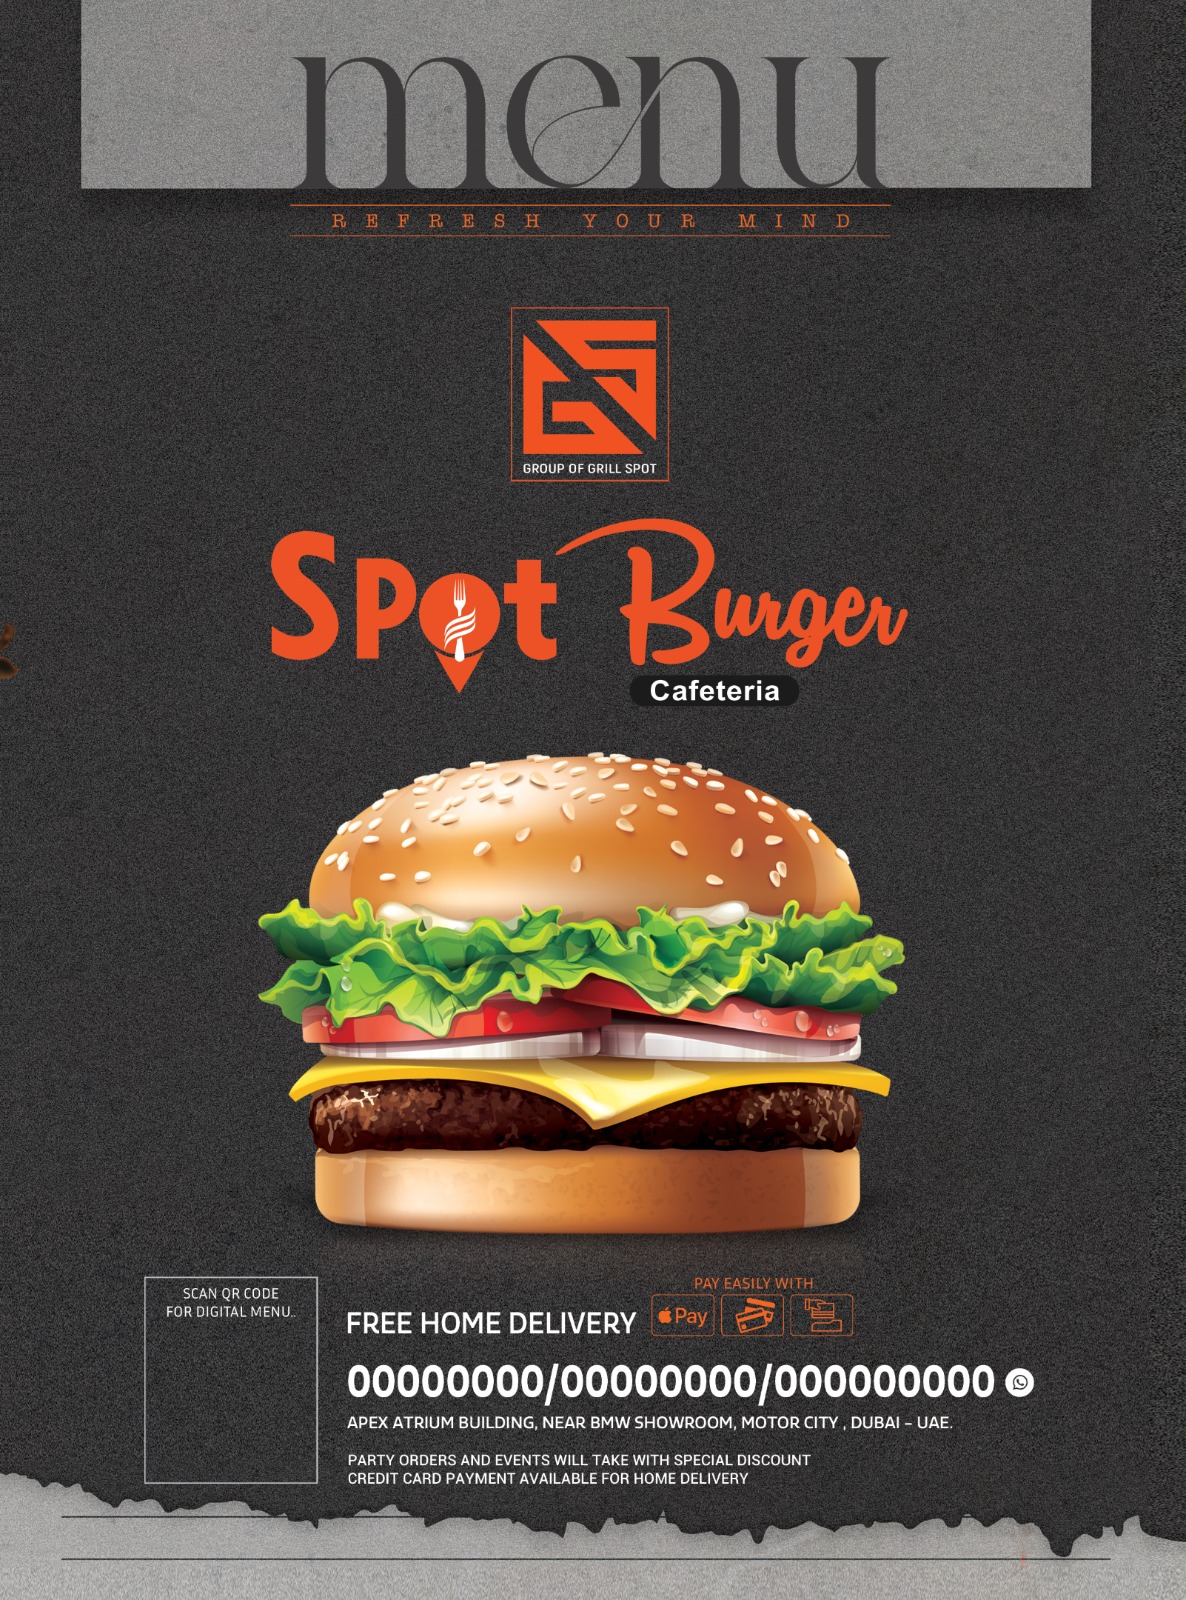 menu
REFRESH YOUR MIND
GS
GROUP OF GRILL SPOT
Spot Burger
Cafeteria
SCAN QR CODE
FOR DIGITAL MENU.
PAY EASILY WITH
FREE HOME DELIVERY
Pay
00000000/00000000/000000000
APEX ATRIUM BUILDING, NEAR BMW SHOWROOM, MOTOR CITY , DUBAI – UAE.
PARTY ORDERS AND EVENTS WILL TAKE WITH SPECIAL DISCOUNT
CREDIT CARD PAYMENT AVAILABLE FOR HOME DELIVERY